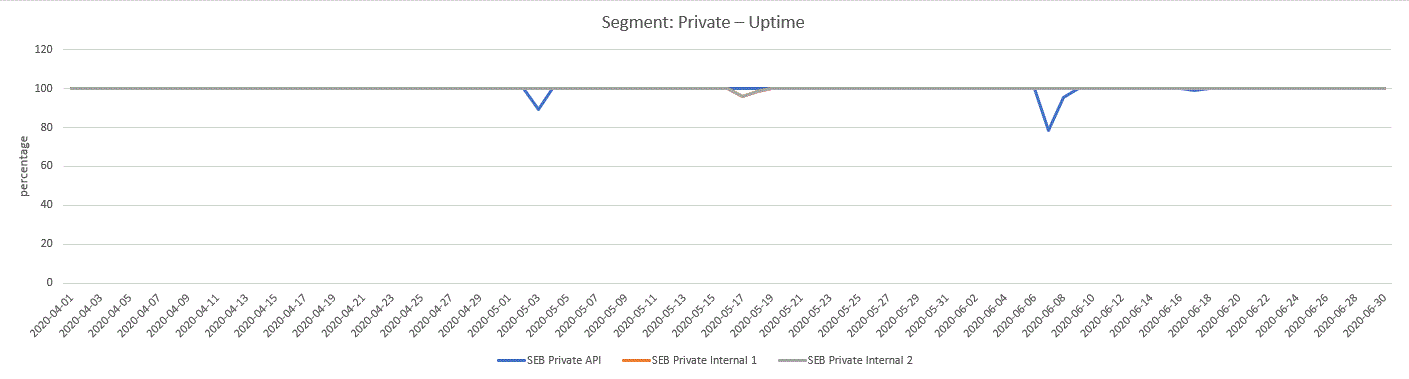 Segment: Private – Uptime
120
100
80
60
40
20
0
percentage
2020-04-01 2020-04-03 2020-04-05 2020-04-07 2020-04-09 2020-04-11 2020-04-13 2020-04-15 2020-04-17 2020-04-19 2020-04-21 2020-04-23 2020-04-25 2020-04-27 2020-04-29 2020-05-01 2020-05-03 2020-05-05 2020-05-07 2020-05-09 2020-05-11 2020-05-13 2020-05-15 2020-05-17 2020-05-19 2020-05-21 2020-05-23 2020-05-25 2020-05-27 2020-05-29 2020-05-31 2020-06-02 2020-06-04 2020-06-06 2020-06-08 2020-06-10 2020-06-12 2020-06-14 2020-06-16 2020-06-18 2020-06-20 2020-06-22 2020-06-24 2020-06-26 2020-06-28 2020-06-30
SEB Private API SEB Private Internal 1 SEB Private Internal 2